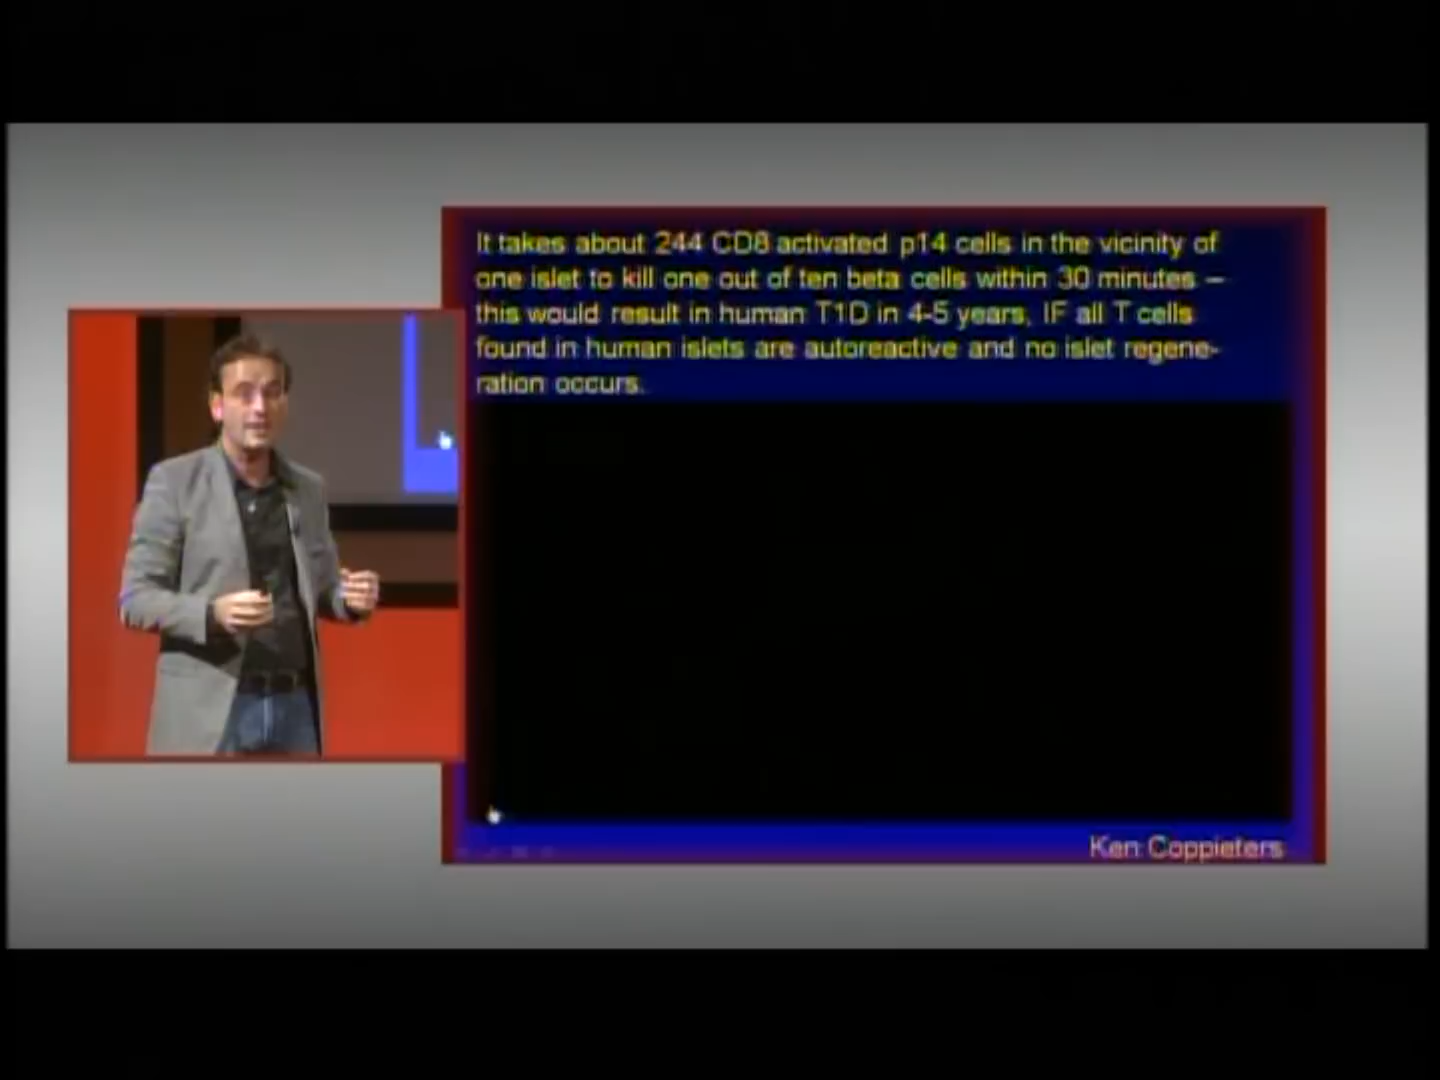 It takes about 244 CD8 activated p14 cells in the vicinity of
one islet to kill one out of ten beta cells within 30 minutes –
this would result in human T1D in 4-5 years, IF all T cells
found in human islets are autoreactive and no islet regene-
ration occurs.
Ken Coppieters